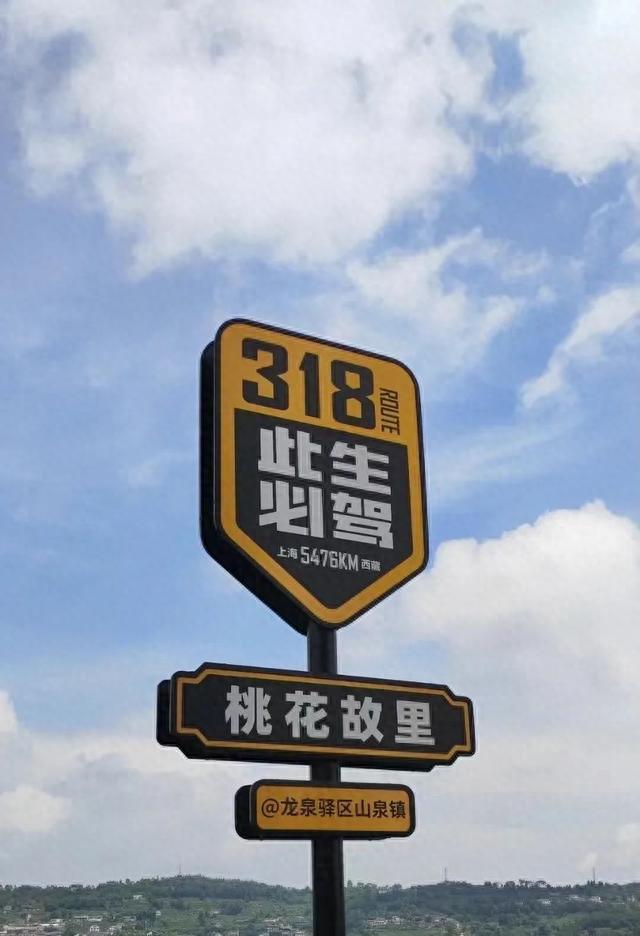 318 ROUTE
此生
必驾
上海 5476KM 西藏
桃花故里
@龙泉驿区山泉镇